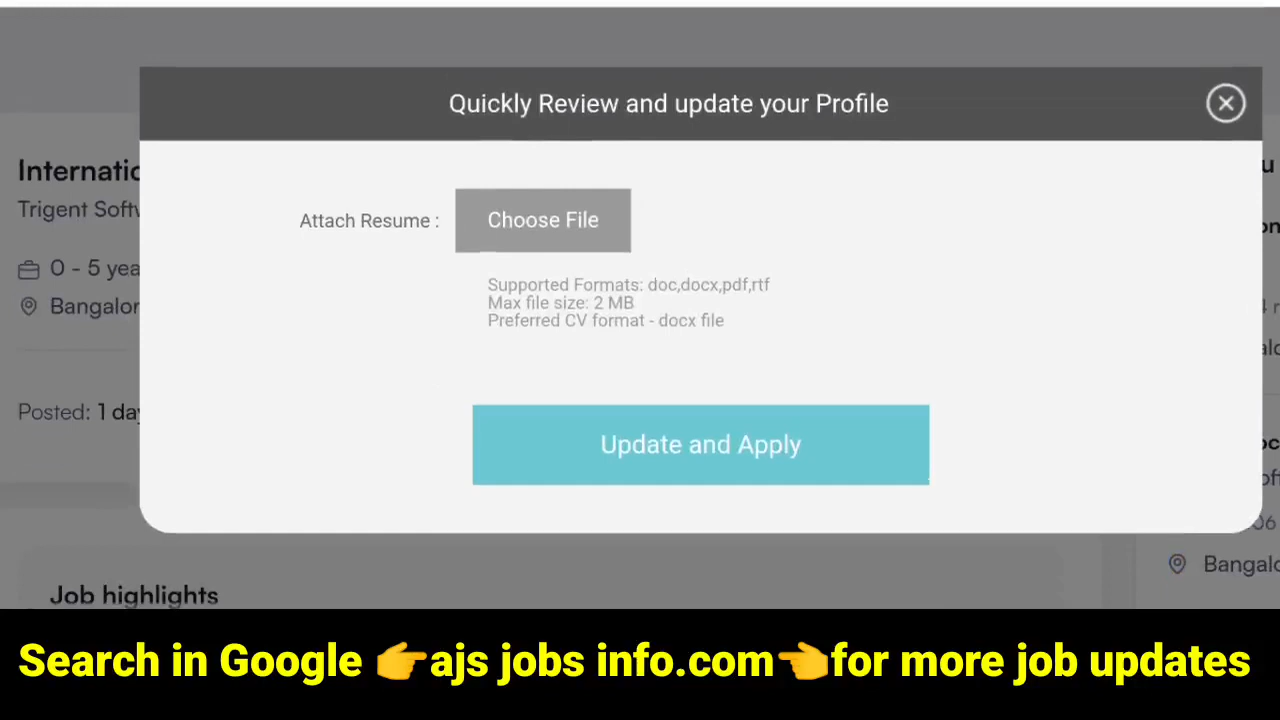 Quickly Review and update your Profile
Internatio
Trigent Softw
0 - 5 yea
Bangalor
Posted: 1 day
Attach Resume :
Choose File
Supported Formats: doc,docx,pdf,rtf
Max file size: 2 MB
Preferred CV format - docx file
Update and Apply
Job highlights
Bangalo
Search in Google 👉ajs jobs info.com👈for more job updates